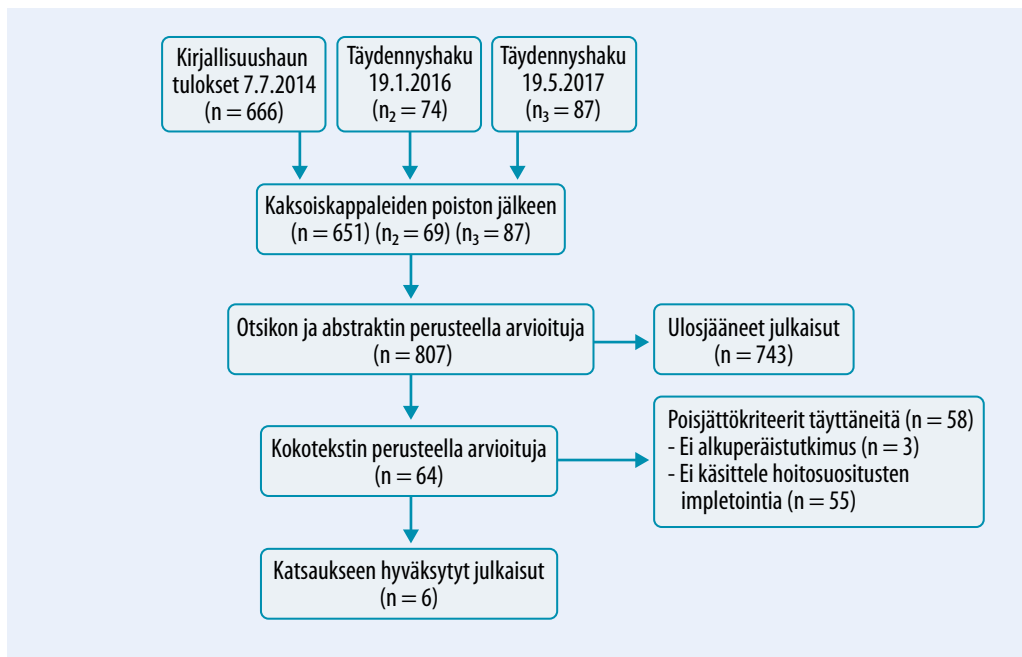 Kirjallisuushaun
tulokset 7.7.2014
(n = 666)
Täydennyshaku
19.1.2016
(n₂ = 74)
Täydennyshaku
19.5.2017
(n₃ = 87)
Kaksoiskappaleiden poiston jälkeen
(n = 651) (n₂ = 69) (n₃ = 87)
Otsikon ja abstraktin perusteella arvioituja
(n = 807)
Ulosjääneet julkaisut
(n = 743)
Kokotekstin perusteella arvioituja
(n = 64)
Poisjättökriteerit täyttäneitä (n = 58)
- Ei alkuperäistutkimus (n = 3)
- Ei käsittele hoitosuositusten
impletointia (n = 55)
Katsaukseen hyväksytyt julkaisut
(n = 6)